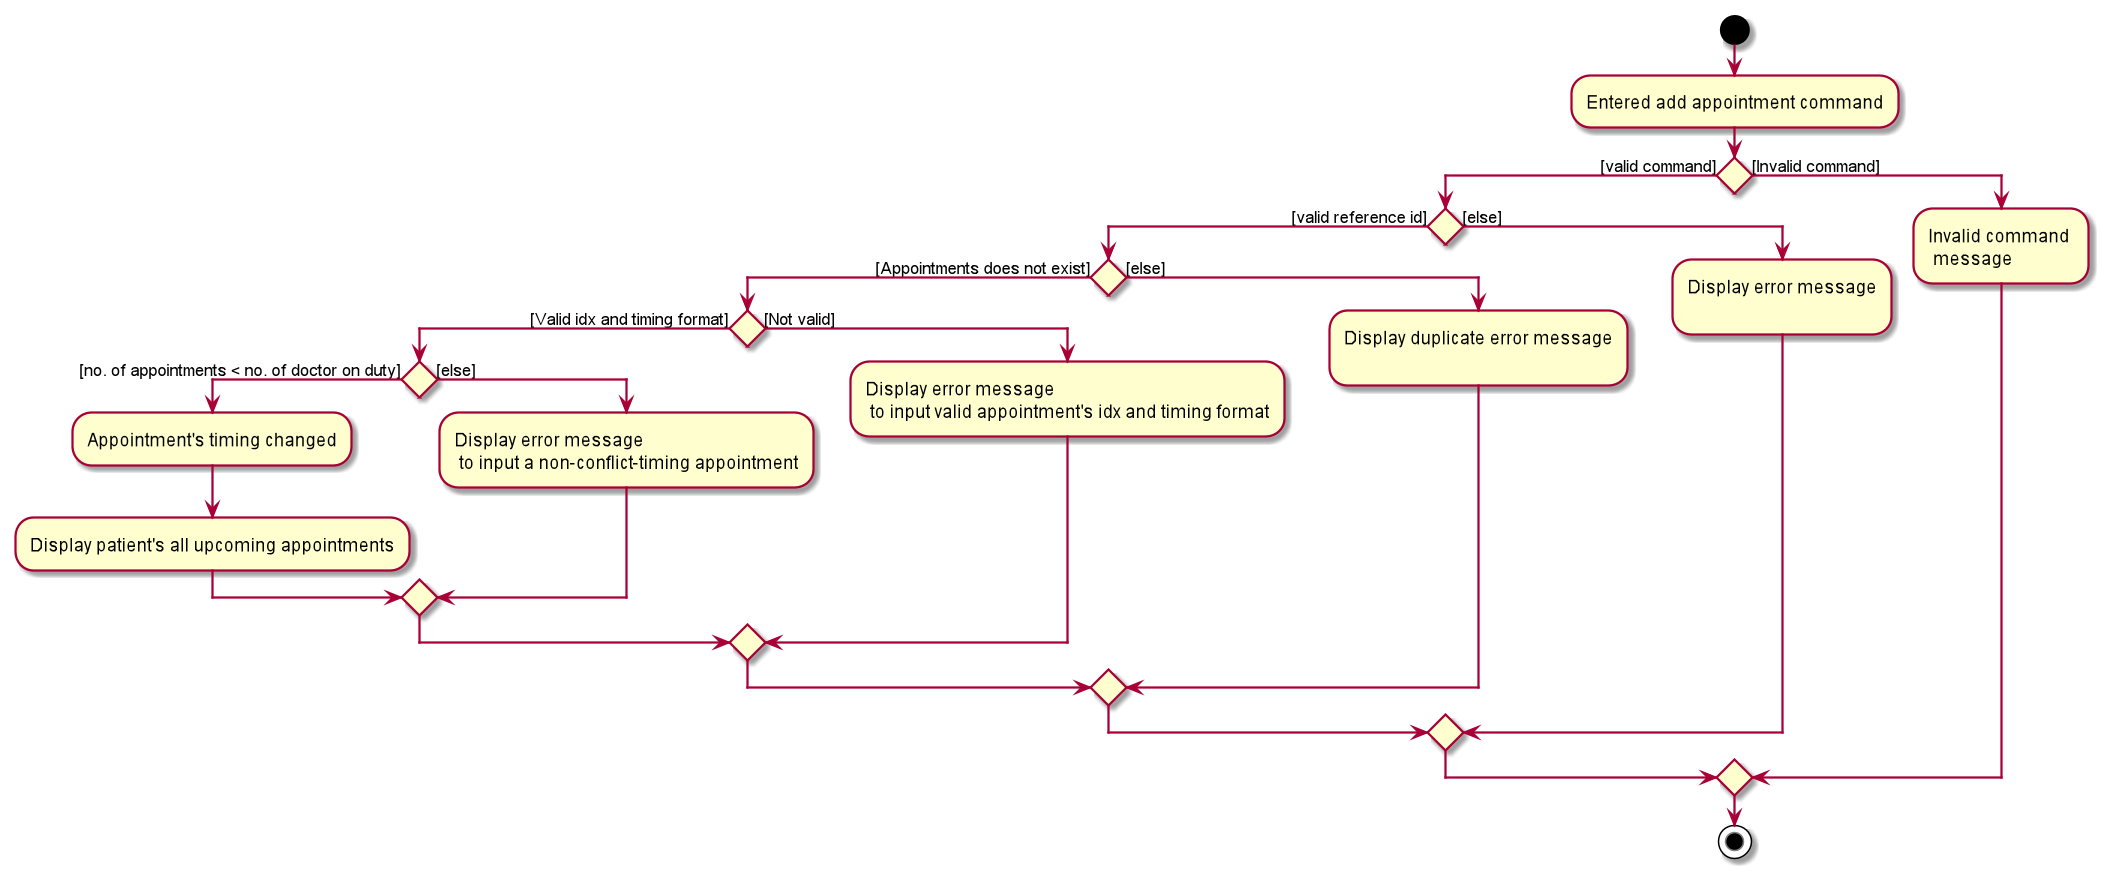 Entered add appointment command
[valid command]
[Invalid command]
[valid reference id]
[else]
Invalid command
message
[Appointments does not exist]
[else]
Display error message
[Valid idx and timing format]
[Not valid]
Display duplicate error message
[no. of appointments < no. of doctor on duty]
[else]
Display error message
to input valid appointment's idx and timing format
Appointment's timing changed
Display error message
to input a non-conflict-timing appointment
Display patient's all upcoming appointments